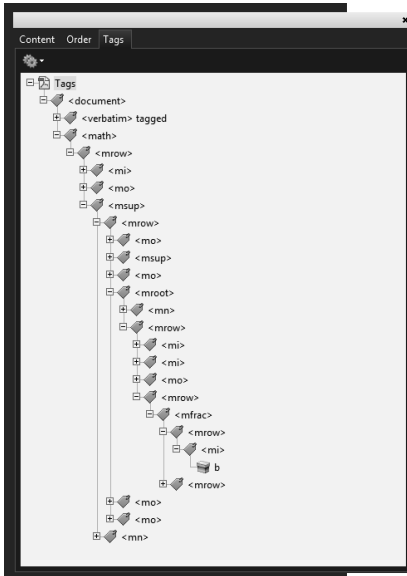 Content Order Tags
Tags
<document>
<verbatim> tagged
<math>
<mrow>
<mi>
<mo>
<msup>
<mrow>
<mo>
<msup>
<mo>
<mroot>
<mn>
<mrow>
<mi>
<mi>
<mo>
<mrow>
<mfrac>
<mrow>
<mi>
b
<mrow>
<mo>
<mo>
<mn>